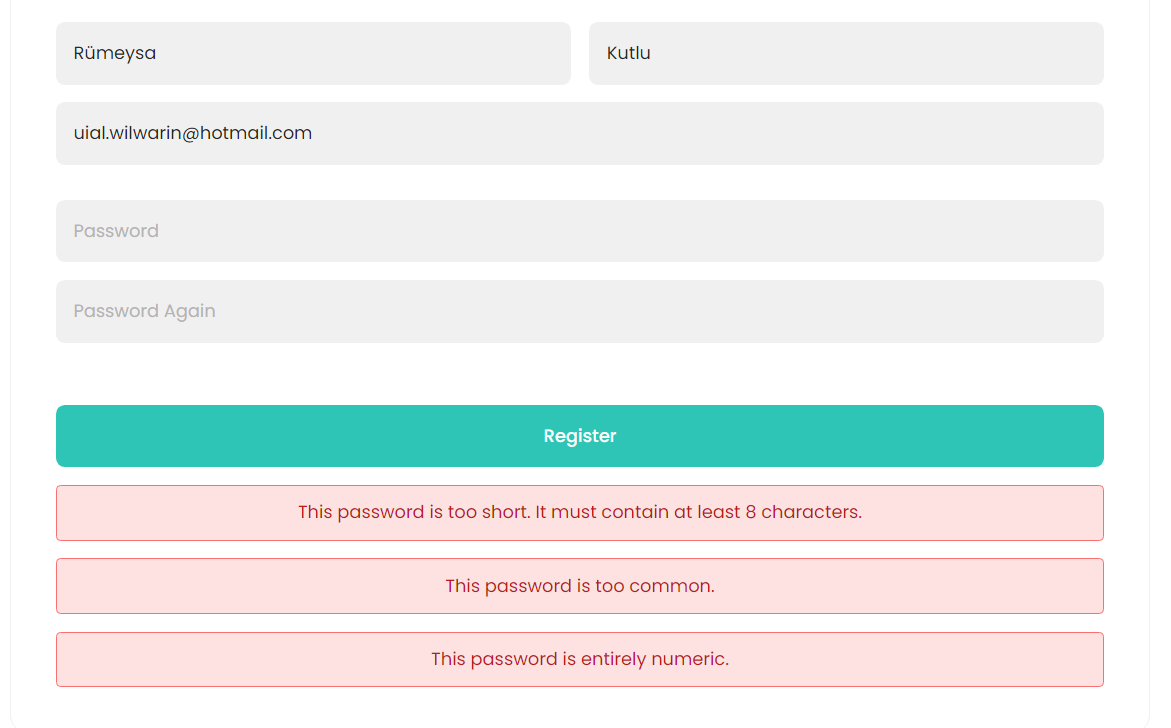 Rümeysa
Kutlu
uial.wilwarin@hotmail.com
Password
Password Again
Register
This password is too short. It must contain at least 8 characters.
This password is too common.
This password is entirely numeric.